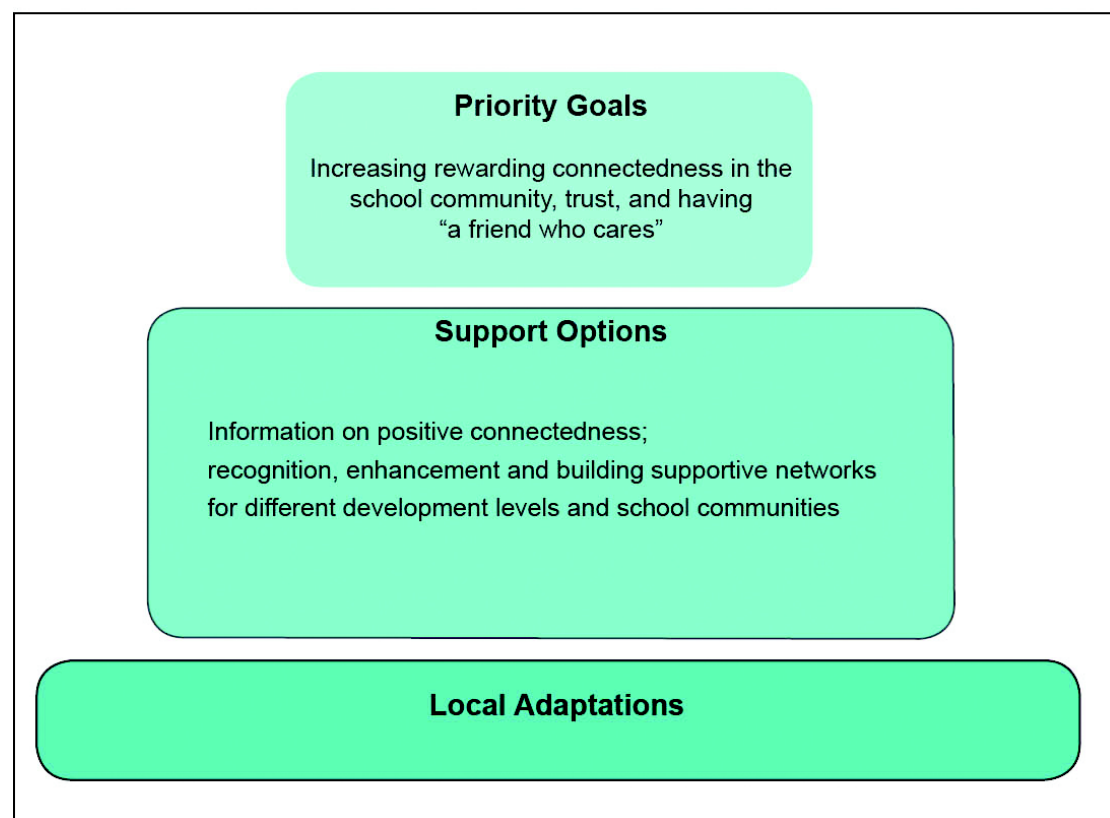 Priority Goals
Increasing rewarding connectedness in the
school community, trust, and having
“a friend who cares”
Support Options
Information on positive connectedness;
recognition, enhancement and building supportive networks
for different development levels and school communities
Local Adaptations